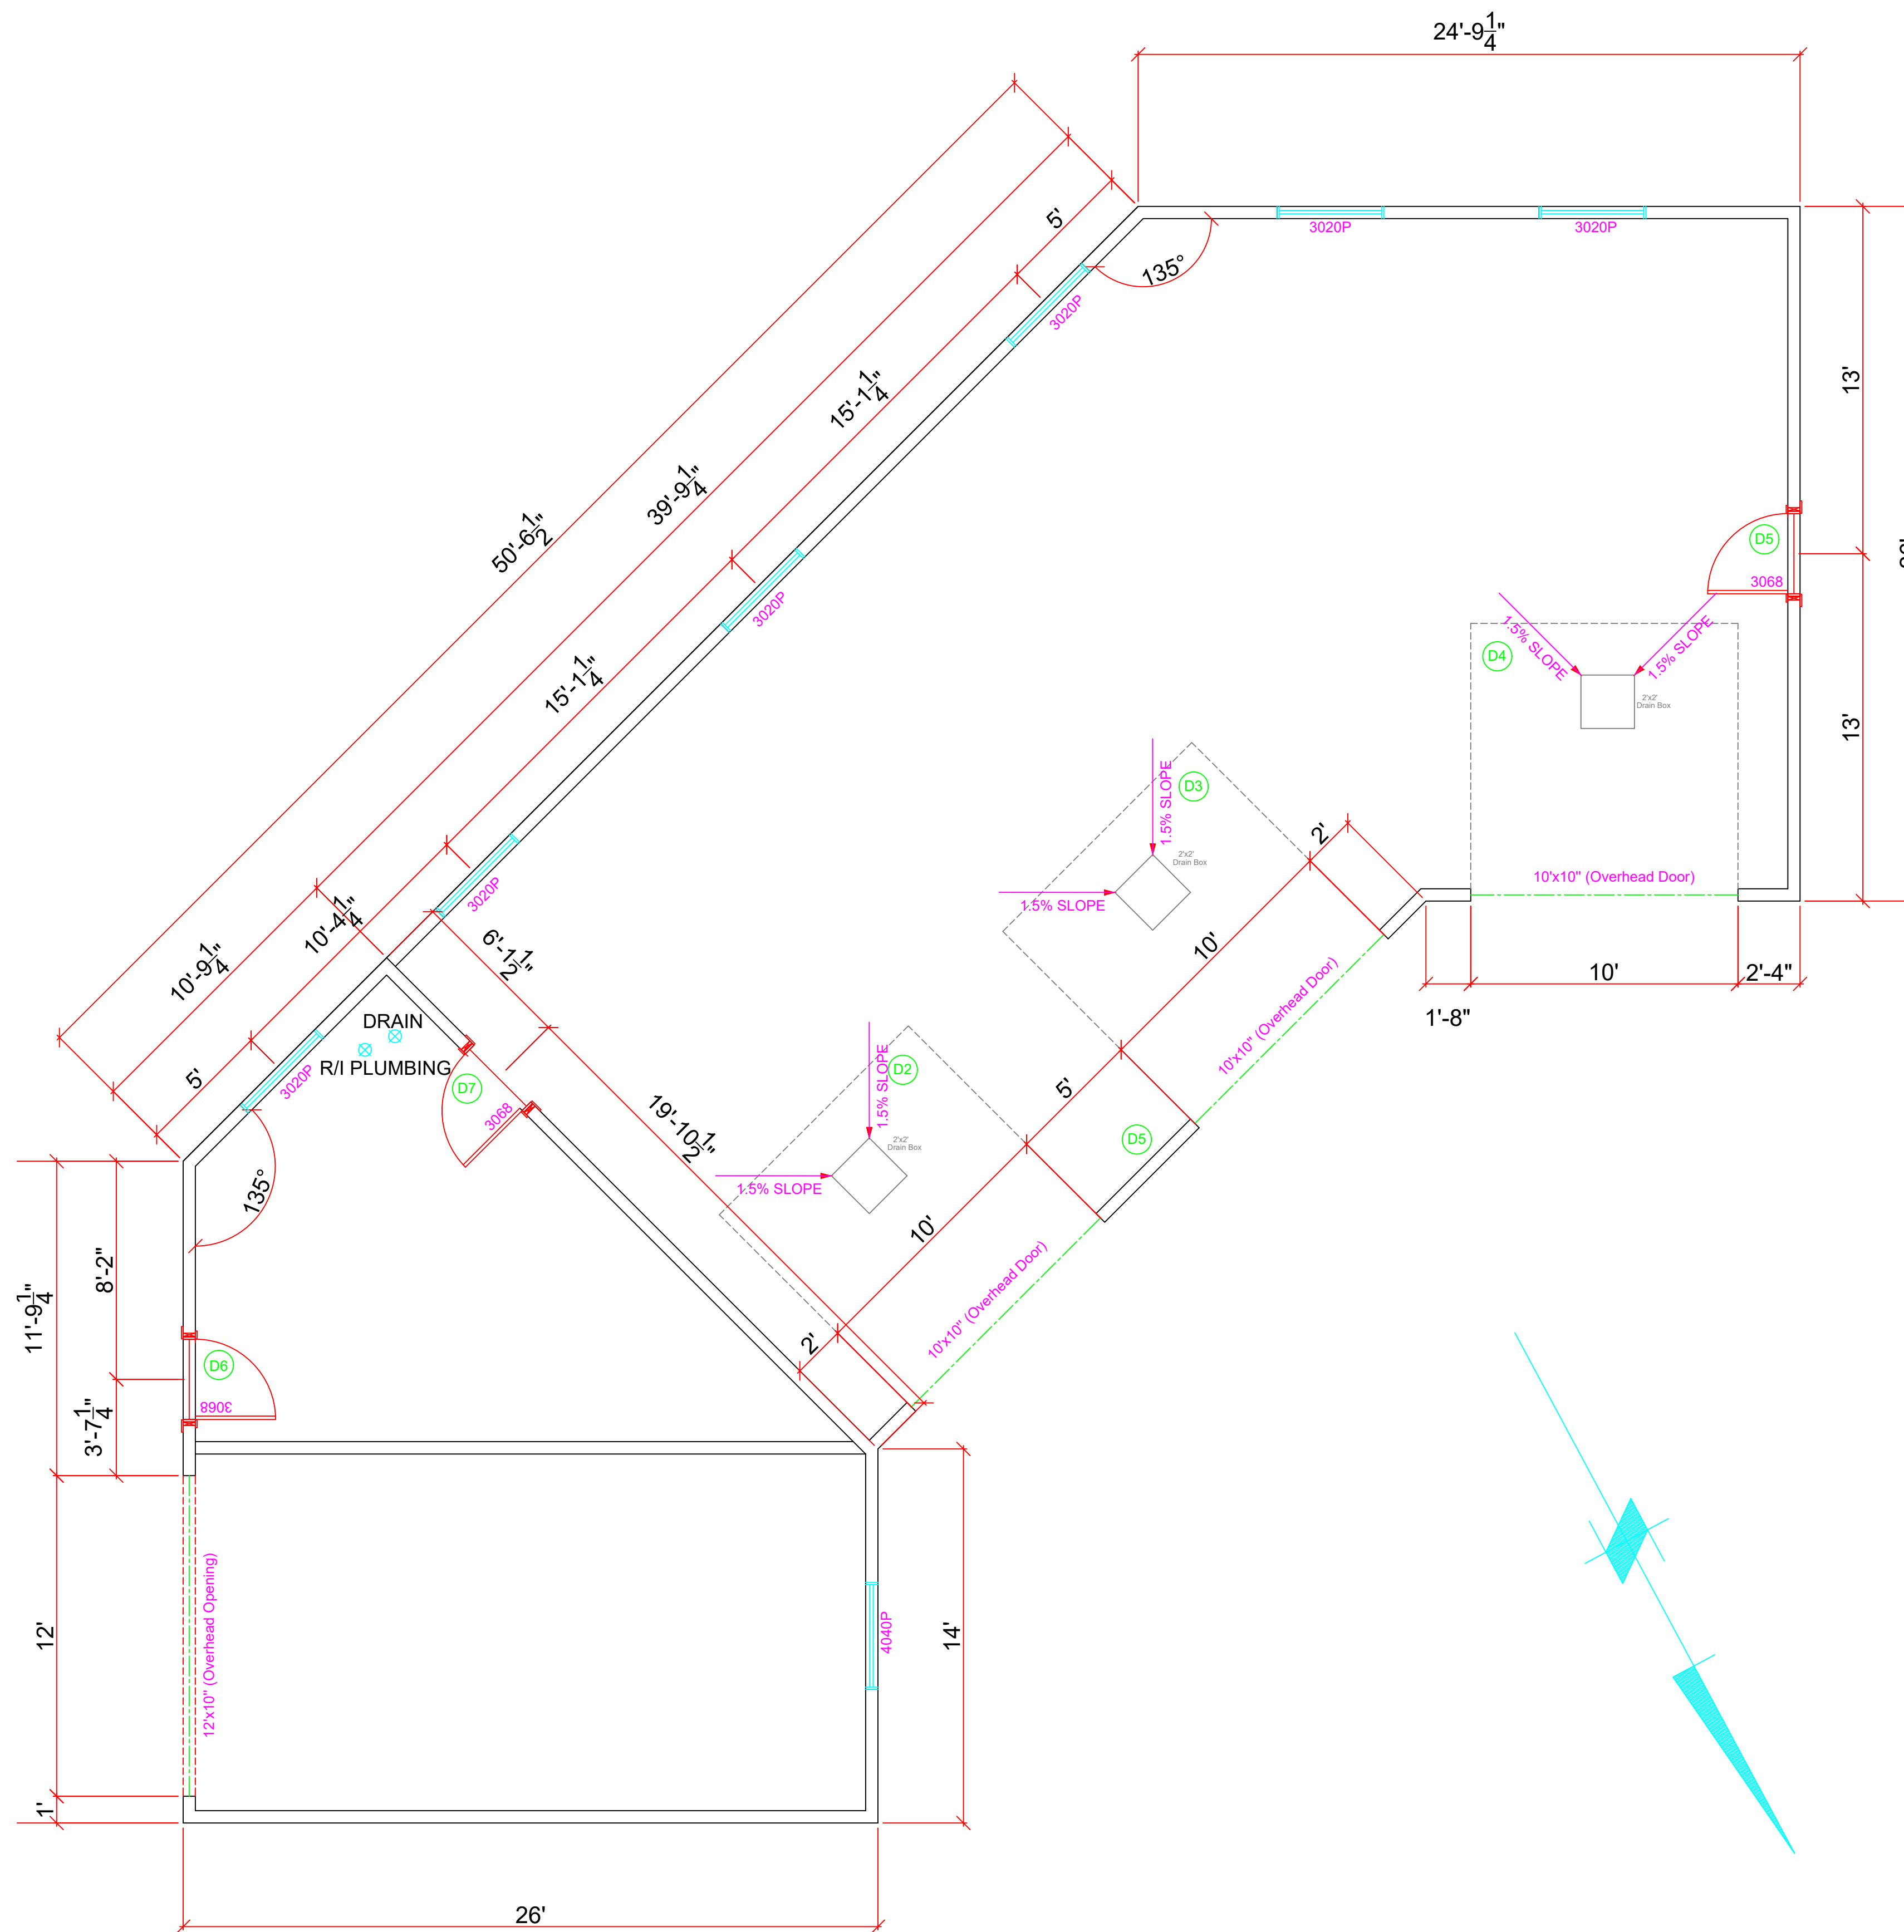 24'-9 1/4"
5'
3020P
3020P
135°
3020P
15'-1 1/4"
13'
39'-9 1/4"
50'-6 1/2"
D5
3068
3020P
15'-1 1/4"
1.5% SLOPE
1.5% SLOPE
D4
2'x2'
Drain Box
13'
D3
1.5% SLOPE
2'
2'x2'
Drain Box
1.5% SLOPE
10'x10" (Overhead Door)
3020P
10'-4 1/4"
10'-9 1/4"
6'-1 1/2"
10'
10'
2'-4"
1'-8"
10'x10" (Overhead Door)
DRAIN
R/I PLUMBING
5'
3020P
D7
3068
D2
1.5% SLOPE
5'
D5
19'-10 1/2"
2'x2'
Drain Box
1.5% SLOPE
135°
10'
10'x10" (Overhead Door)
2'
8'-2"
11'-9 1/4"
D6
3068
3'-7 1/4"
12'x10" (Overhead Opening)
12'
4040P
14'
1'
26'